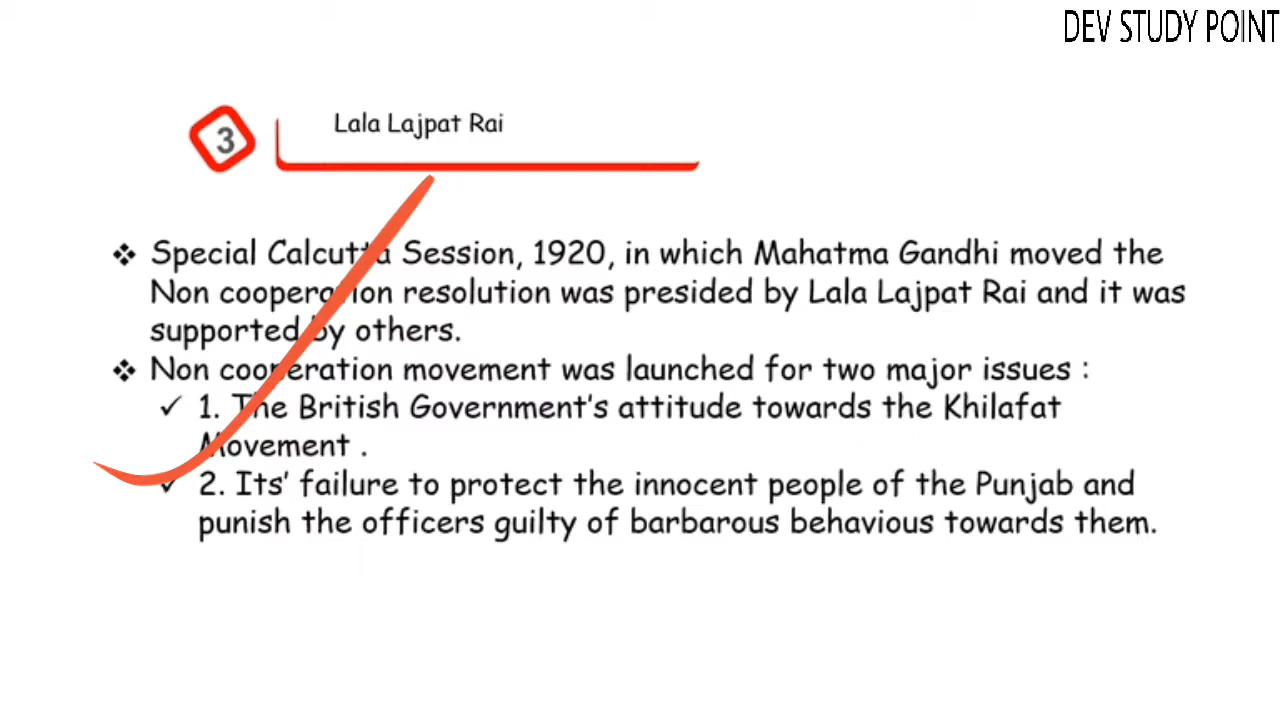 DEV STUDY POINT
3
Lala Lajpat Rai
❖ Special Calcutta Session, 1920, in which Mahatma Gandhi moved the
Non cooperation resolution was presided by Lala Lajpat Rai and it was
supported by others.
❖ Non cooperation movement was launched for two major issues :
✓ 1. The British Government's attitude towards the Khilafat
Movement .
✓ 2. Its' failure to protect the innocent people of the Punjab and
punish the officers guilty of barbarous behavious towards them.